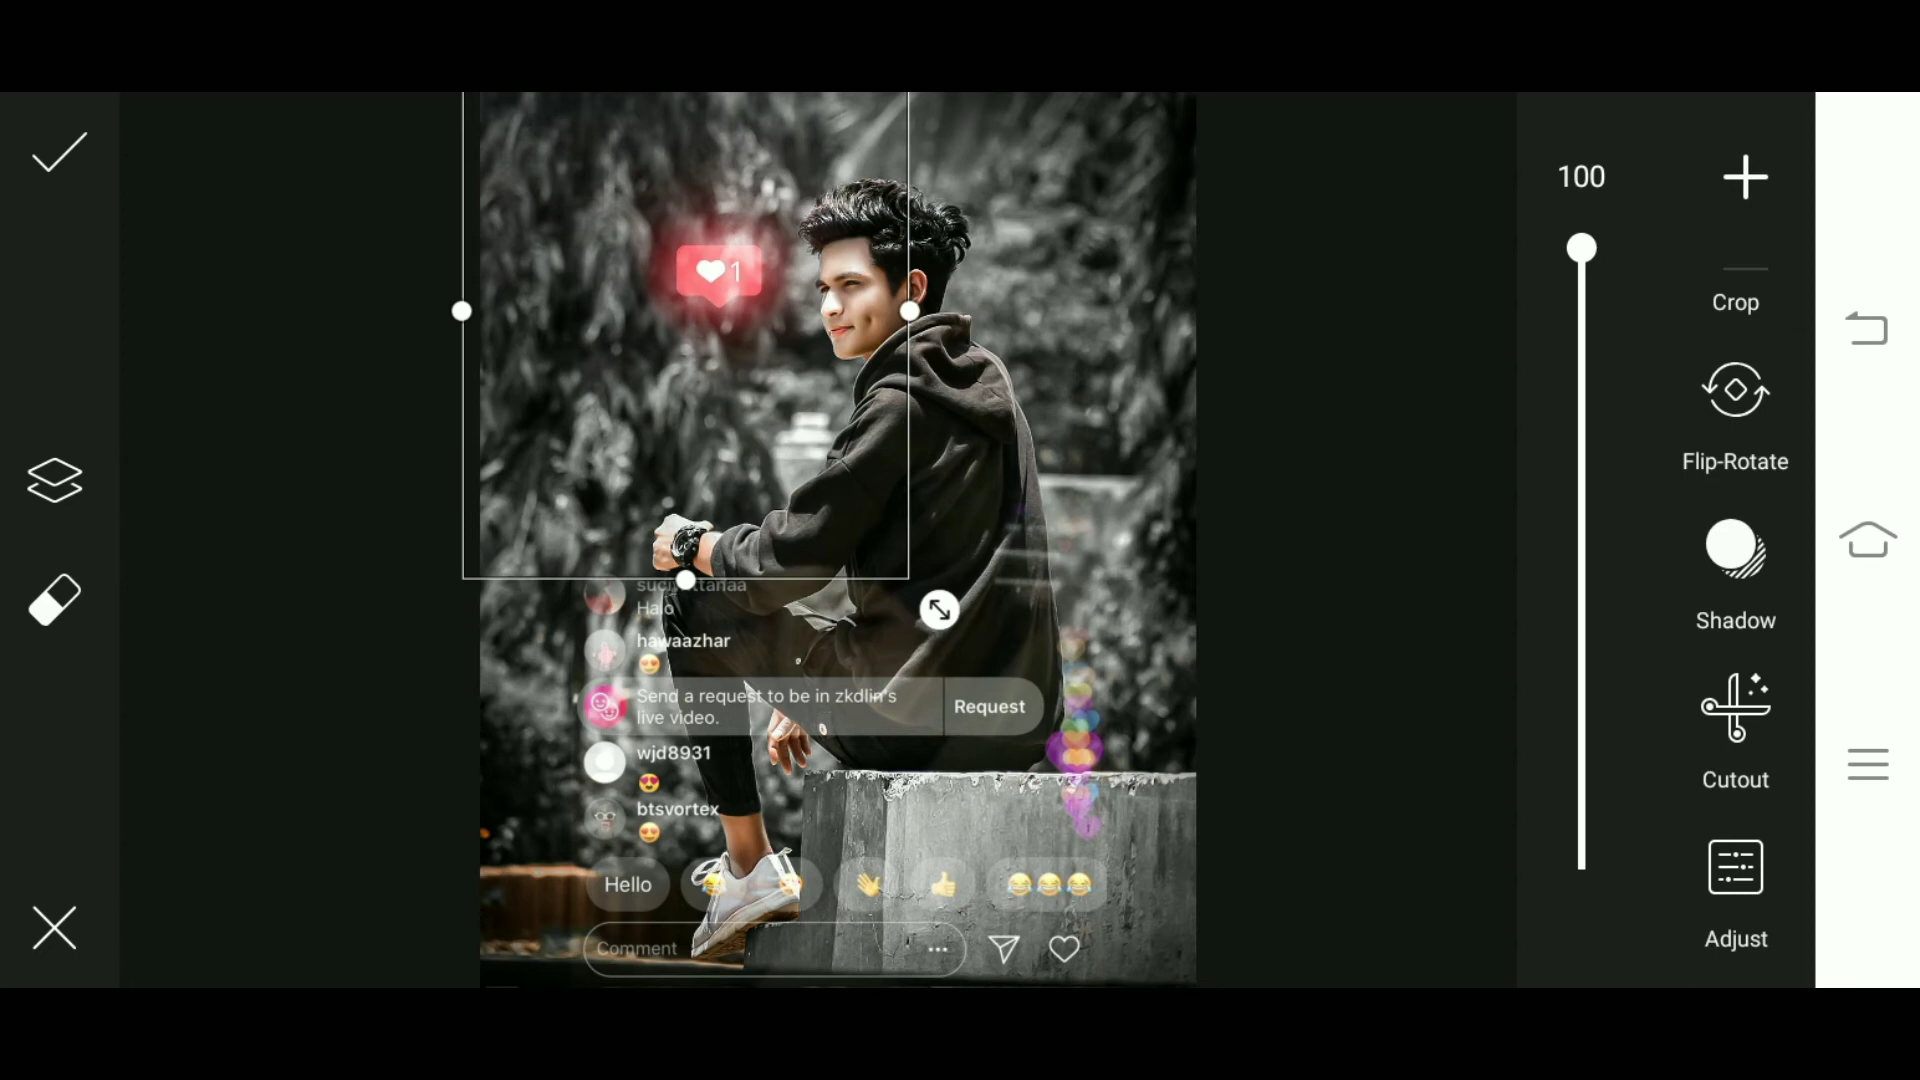 100
Crop
Flip-Rotate
Shadow
Cutout
Adjust
1
Halo
hawaazhar
Send a request to be in zkdlin's
live video.
Request
wjd8931
btsvortex
Hello
Comment